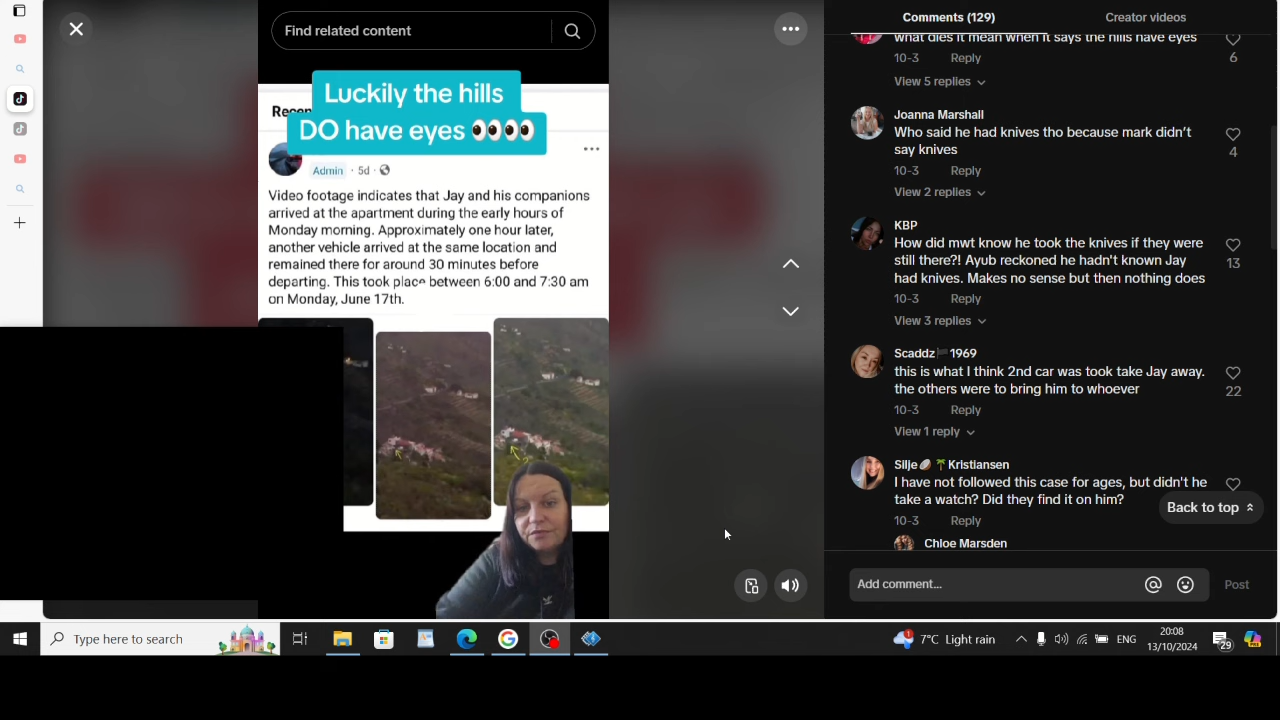 Find related content
Luckily the hills
DO have eyes 👀👀
Admin · 5d
Video footage indicates that Jay and his companions
arrived at the apartment during the early hours of
Monday morning. Approximately one hour later,
another vehicle arrived at the same location and
remained there for around 30 minutes before
departing. This took place between 6:00 and 7:30 am
on Monday, June 17th.
Comments (129)
Creator videos
what dies it mean when it says the hills have eyes
10-3 Reply
6
View 5 replies
Joanna Marshall
Who said he had knives tho because mark didn't
say knives
4
10-3 Reply
View 2 replies
KBP
How did mwt know he took the knives if they were
still there?! Ayub reckoned he hadn't known Jay
13
had knives. Makes no sense but then nothing does
10-3 Reply
View 3 replies
Scaddz🏴1969
this is what I think 2nd car was took take Jay away.
the others were to bring him to whoever
22
10-3 Reply
View 1 reply
Silje🥥🌴Kristiansen
I have not followed this case for ages, but didn't he
take a watch? Did they find it on him?
Back to top
10-3 Reply
Chloe Marsden
Add comment...
Post
Type here to search
1
7°C Light rain
ENG
20:08
13/10/2024
29